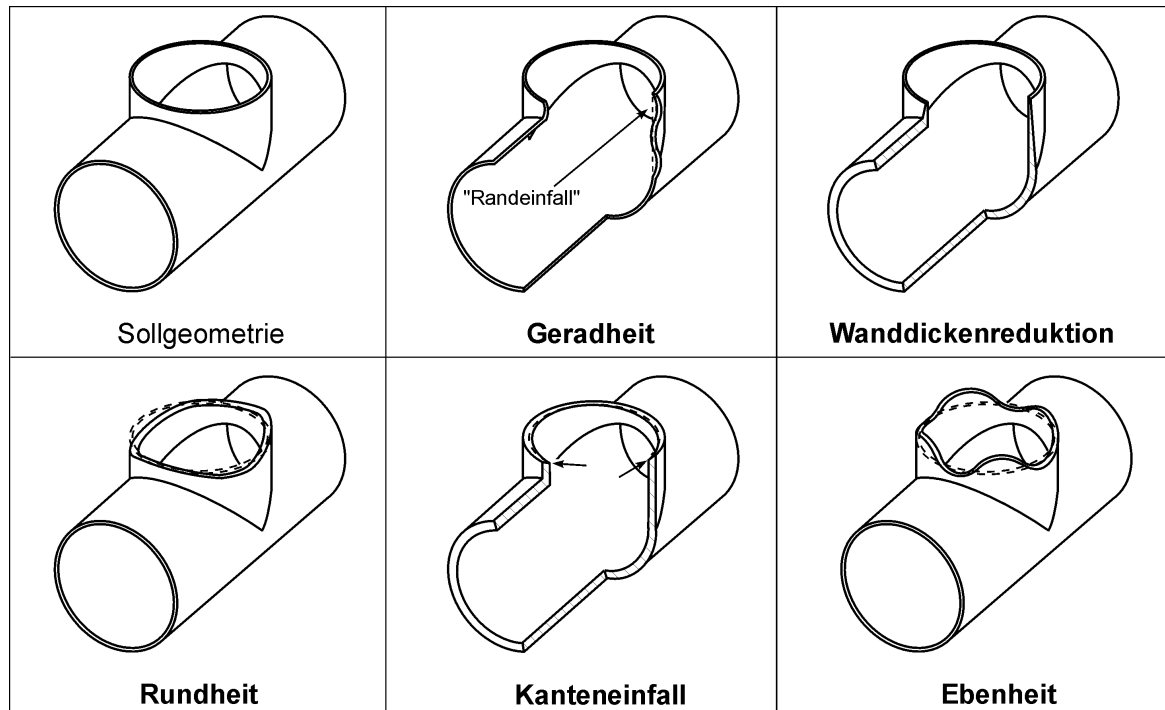 Sollgeometrie
"Randeinfall"
Geradheit
Wanddickenreduktion
Rundheit
Kanteneinfall
Ebenheit